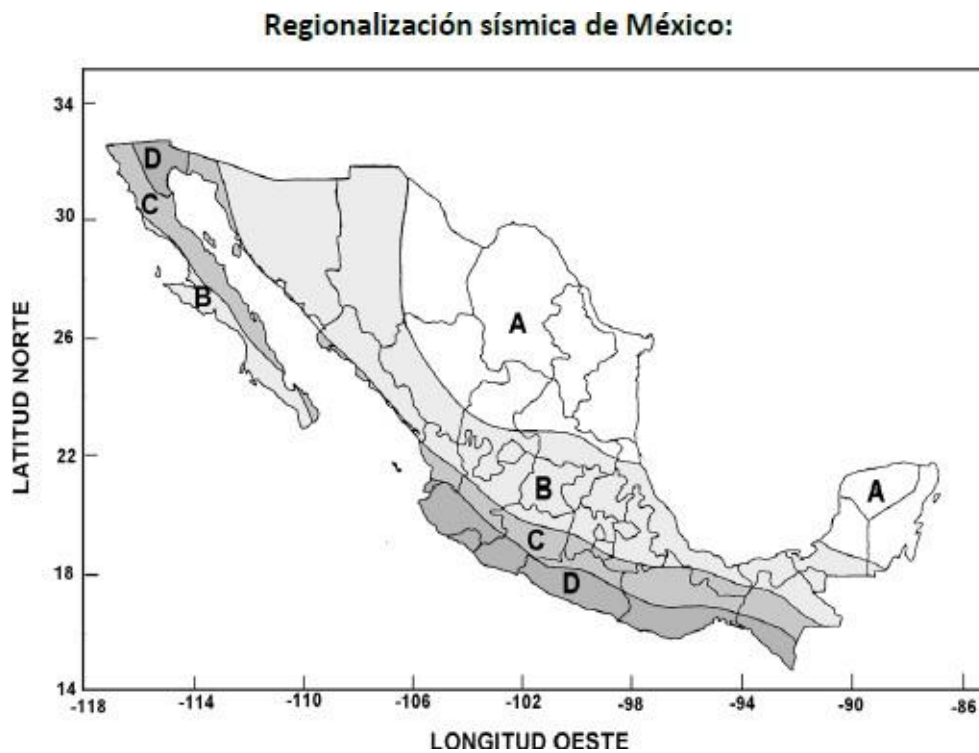 Regionalización sísmica de México:
LATITUD NORTE
34
30
26
22
18
14
D
C
B
A
B
A
C
D
-118
-114
-110
-106
-102
-98
-94
-90
-86
LONGITUD OESTE